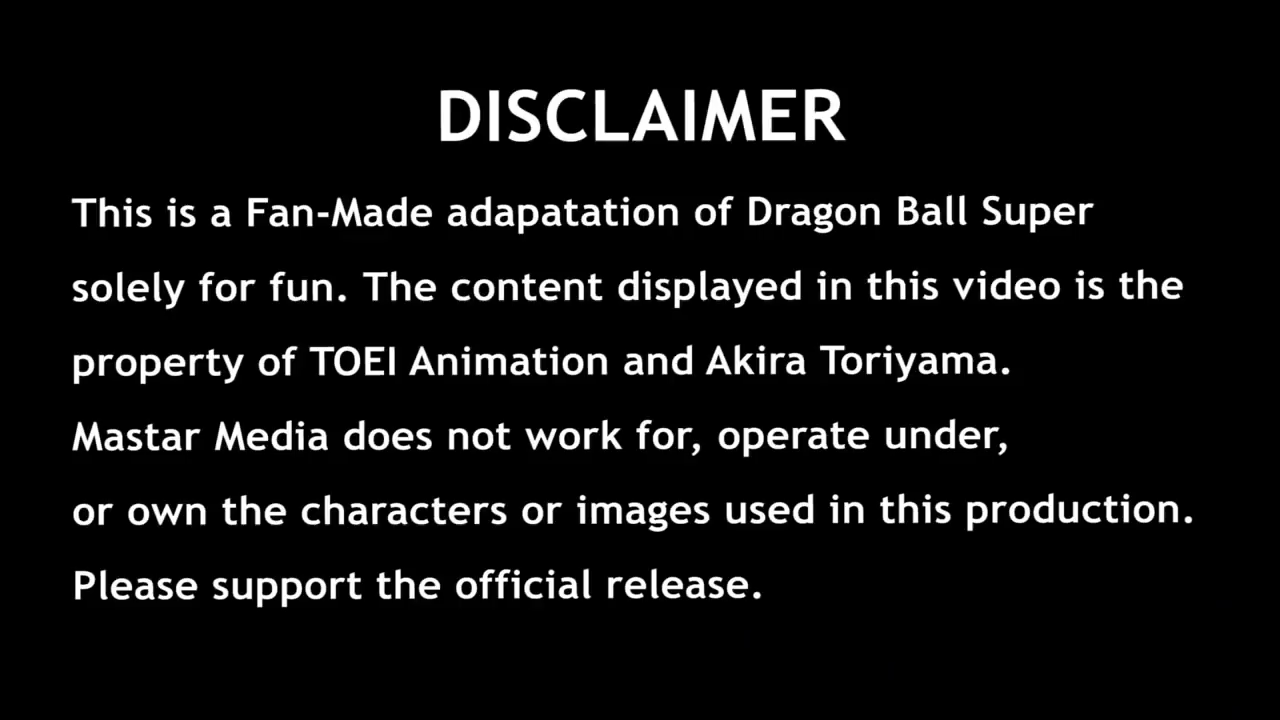 DISCLAIMER
This is a Fan-Made adapatation of Dragon Ball Super
solely for fun. The content displayed in this video is the
property of TOEI Animation and Akira Toriyama.
Mastar Media does not work for, operate under,
or own the characters or images used in this production.
Please support the official release.